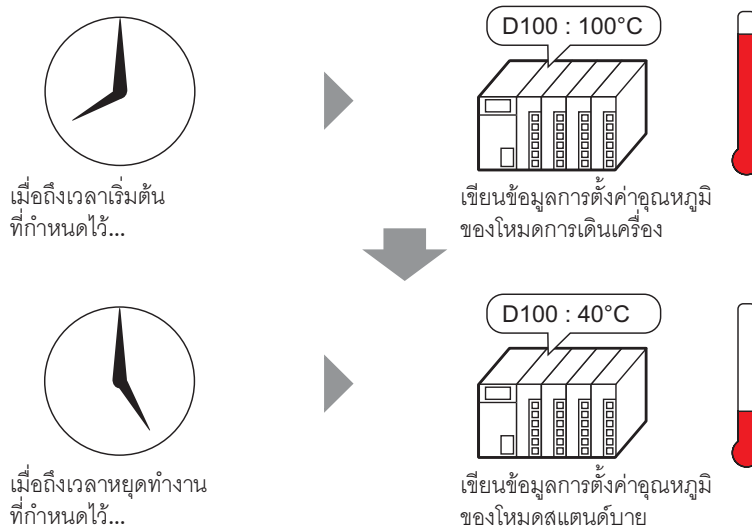 D100 : 100°C
เมื่อถึงเวลาเริ่มต้น
ที่กำหนดไว้...
เขียนข้อมูลการตั้งค่าอุณหภูมิ
ของโหมดการเดินเครื่อง
D100 : 40°C
เมื่อถึงเวลาหยุดทำงาน
ที่กำหนดไว้...
เขียนข้อมูลการตั้งค่าอุณหภูมิ
ของโหมดสแตนด์บาย